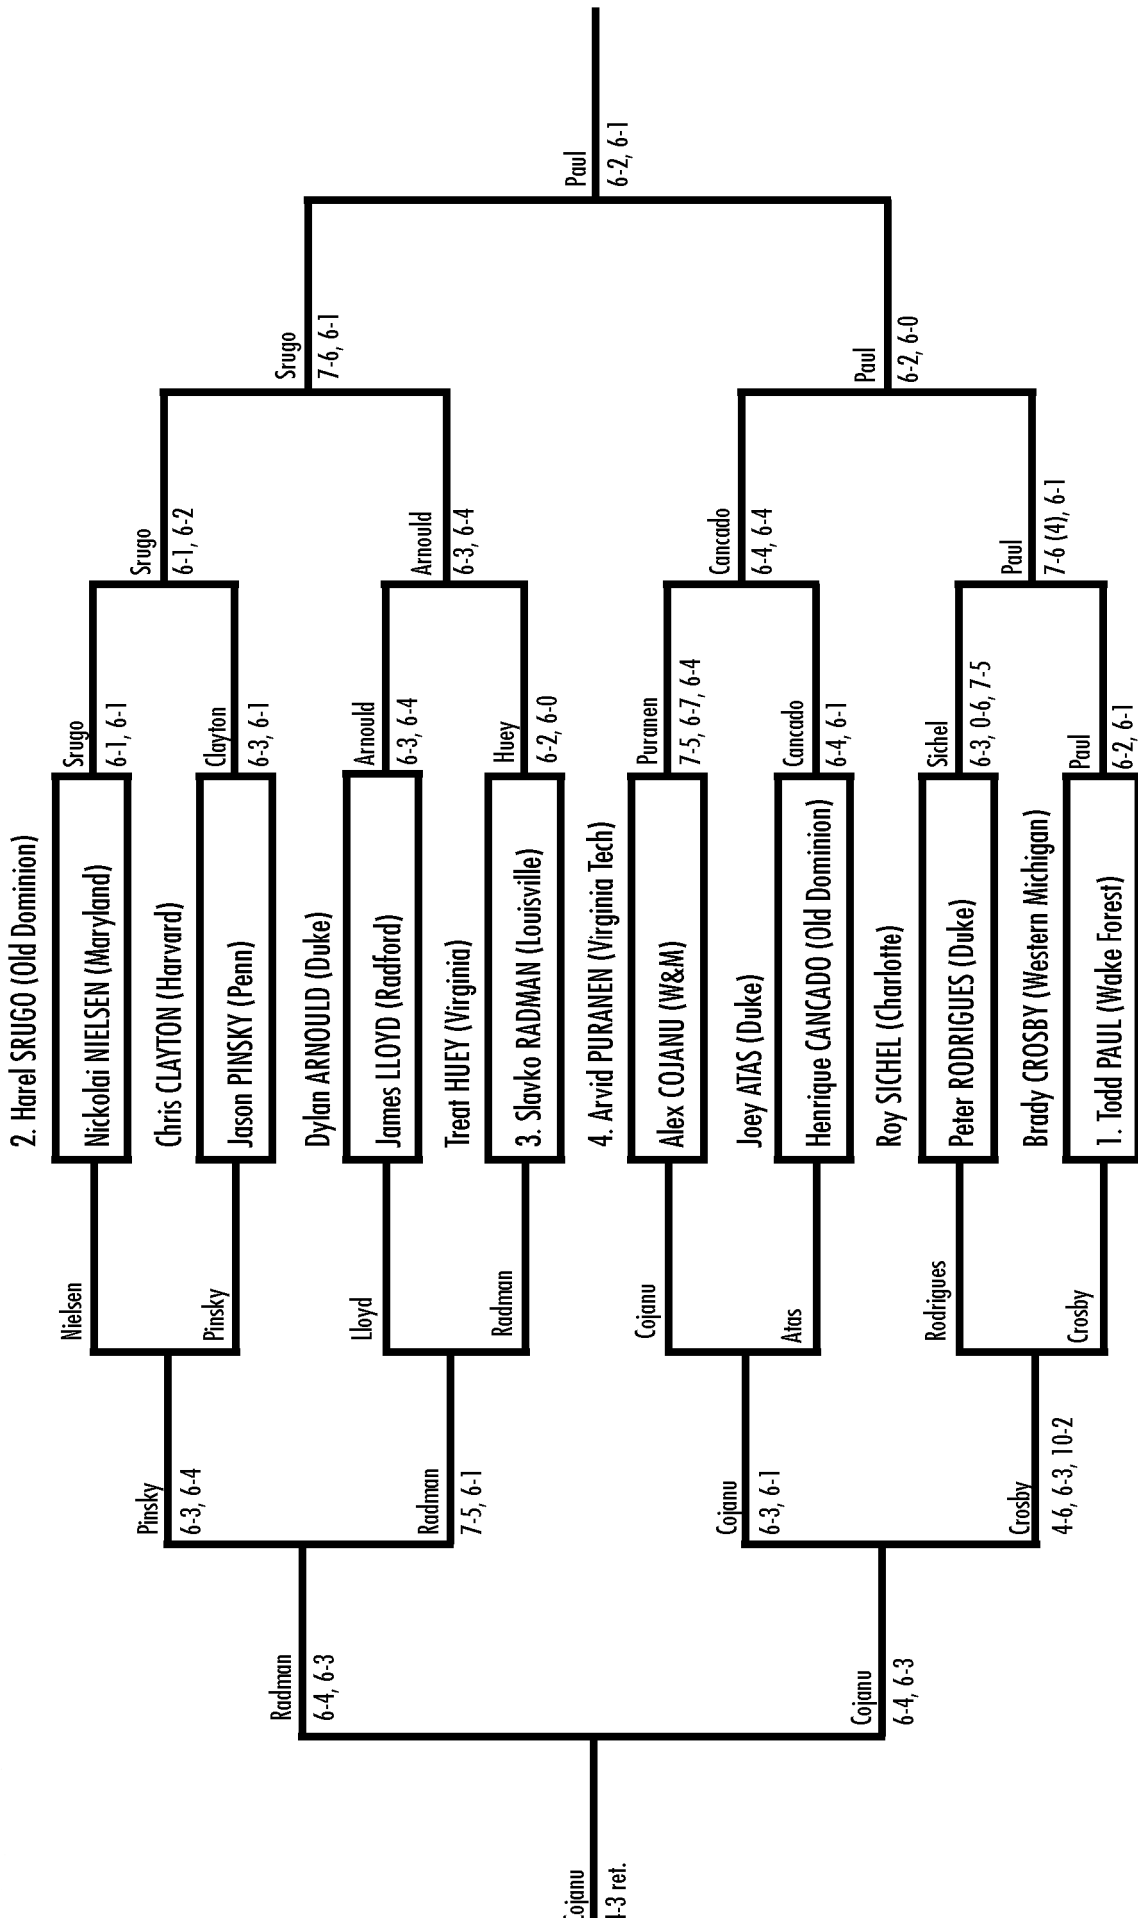 Cojanu
4-3 ret.
Radman
6-4, 6-3
Cojanu
6-4, 6-3
Pinsky
6-3, 6-4
Radman
7-5, 6-1
Cojanu
6-3, 6-1
Crosby
4-6, 6-3, 10-2
Nielsen
Pinsky
Lloyd
Radman
Cojanu
Atas
Rodrigues
Crosby
2. Harel SRUGO (Old Dominion)
Nickolai NIELSEN (Maryland)
Chris CLAYTON (Harvard)
Jason PINSKY (Penn)
Dylan ARNOULD (Duke)
James LLOYD (Radford)
Treat HUEY (Virginia)
3. Slavko RADMAN (Louisville)
4. Arvid PURANEN (Virginia Tech)
Alex COJANU (W&M)
Joey ATAS (Duke)
Henrique CANCADO (Old Dominion)
Roy SICHEL (Charlotte)
Peter RODRIGUES (Duke)
Brady CROSBY (Western Michigan)
1. Todd PAUL (Wake Forest)
Srugo
6-1, 6-1
Clayton
6-3, 6-1
Arnould
6-3, 6-4
Huey
6-2, 6-0
Puranen
7-5, 6-7, 6-4
Cancado
6-4, 6-1
Sichel
6-3, 0-6, 7-5
Paul
6-2, 6-1
Srugo
6-1, 6-2
Arnould
6-3, 6-4
Cancado
6-4, 6-4
Paul
7-6 (4), 6-1
Srugo
7-6, 6-1
Paul
6-2, 6-0
Paul
6-2, 6-1